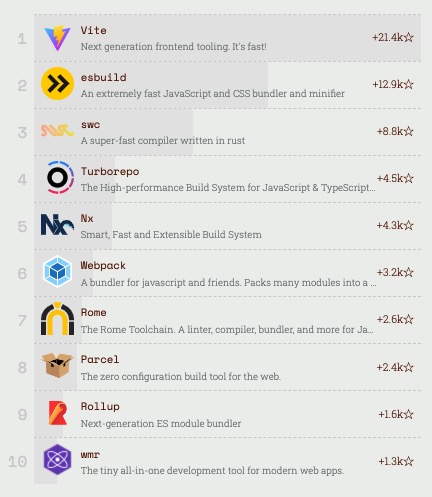 1
Vite
Next generation frontend tooling. It's fast!
+21.4k☆
2
esbuild
An extremely fast JavaScript and CSS bundler and minifier
+12.9k☆
3
swc
A super-fast compiler written in rust
+8.8k☆
4
Turborepo
The High-performance Build System for JavaScript & TypeScript...
+4.5k☆
5
Nx
Nx
Smart, Fast and Extensible Build System
+4.3k☆
6
Webpack
A bundler for javascript and friends. Packs many modules into a ...
+3.2k☆
7
Rome
The Rome Toolchain. A linter, compiler, bundler, and more for Ja...
+2.6k☆
8
Parcel
The zero configuration build tool for the web.
+2.4k☆
9
Rollup
Next-generation ES module bundler
+1.6k☆
10
wmr
The tiny all-in-one development tool for modern web apps.
+1.3k☆